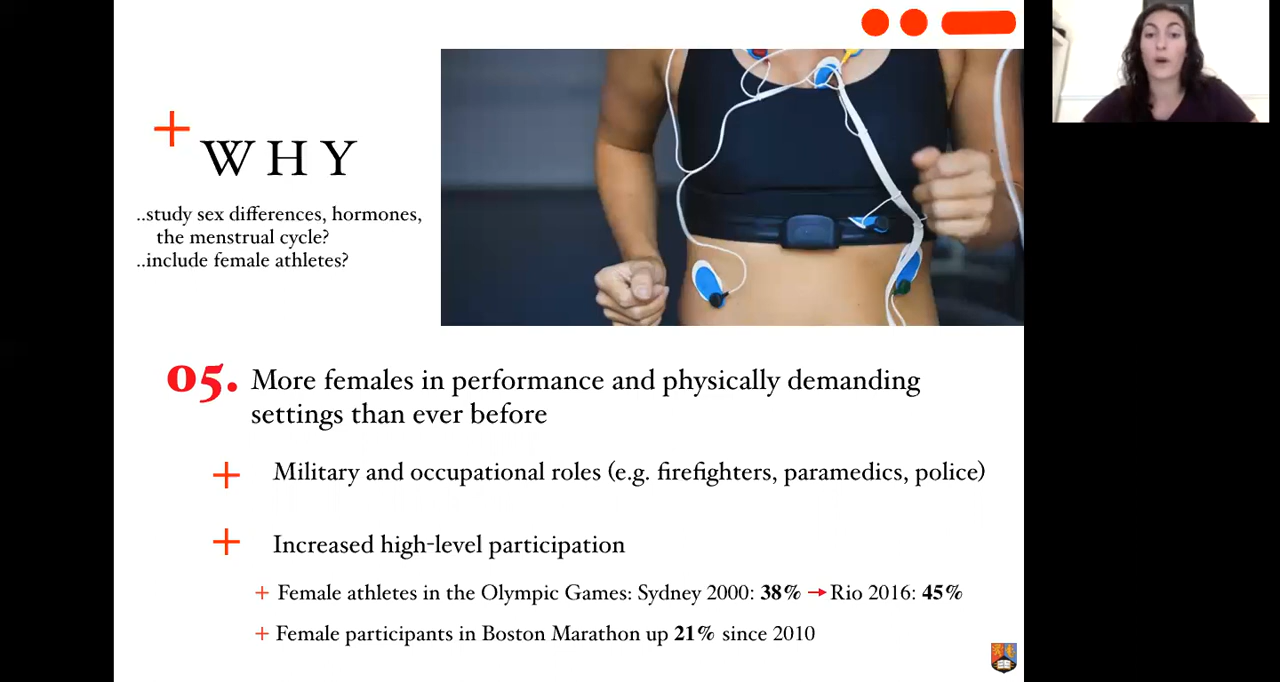 WHY
..study sex differences, hormones,
the menstrual cycle?
..include female athletes?
05. More females in performance and physically demanding
settings than ever before
+ Military and occupational roles (e.g. firefighters, paramedics, police)
+ Increased high-level participation
+ Female athletes in the Olympic Games: Sydney 2000: 38% → Rio 2016: 45%
+ Female participants in Boston Marathon up 21% since 2010